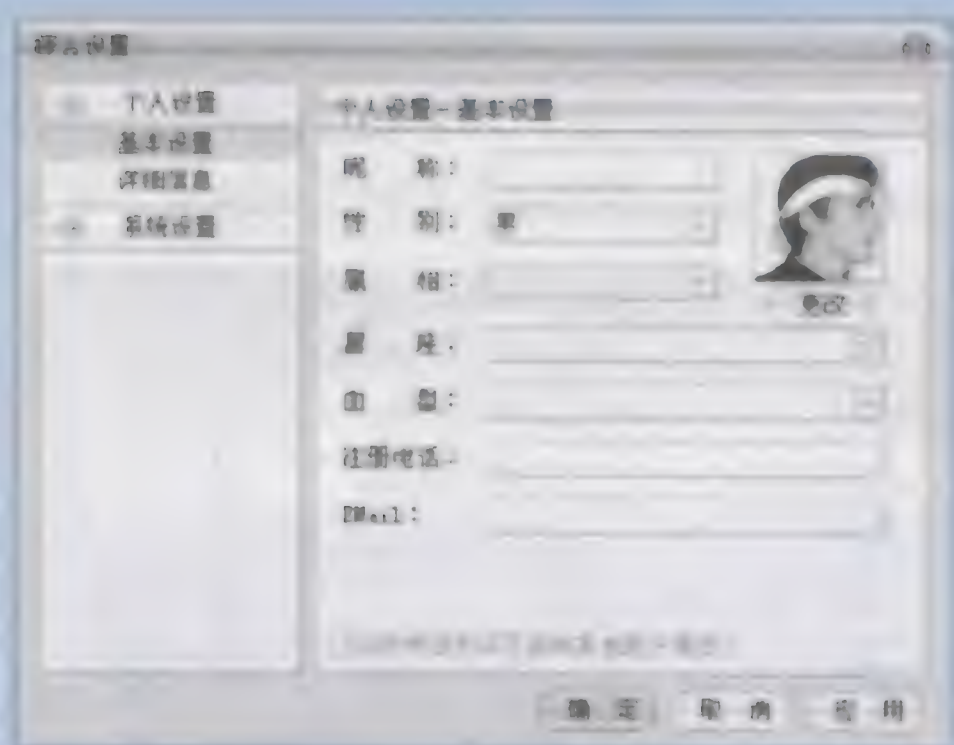 个人设置
基本设置
详细信息
系统设置
个人设置-基本设置
昵 称:
性 别: 男
属 相:
更改
星 座:
血 型:
注册电话:
EMail:
确 定
取 消
应 用